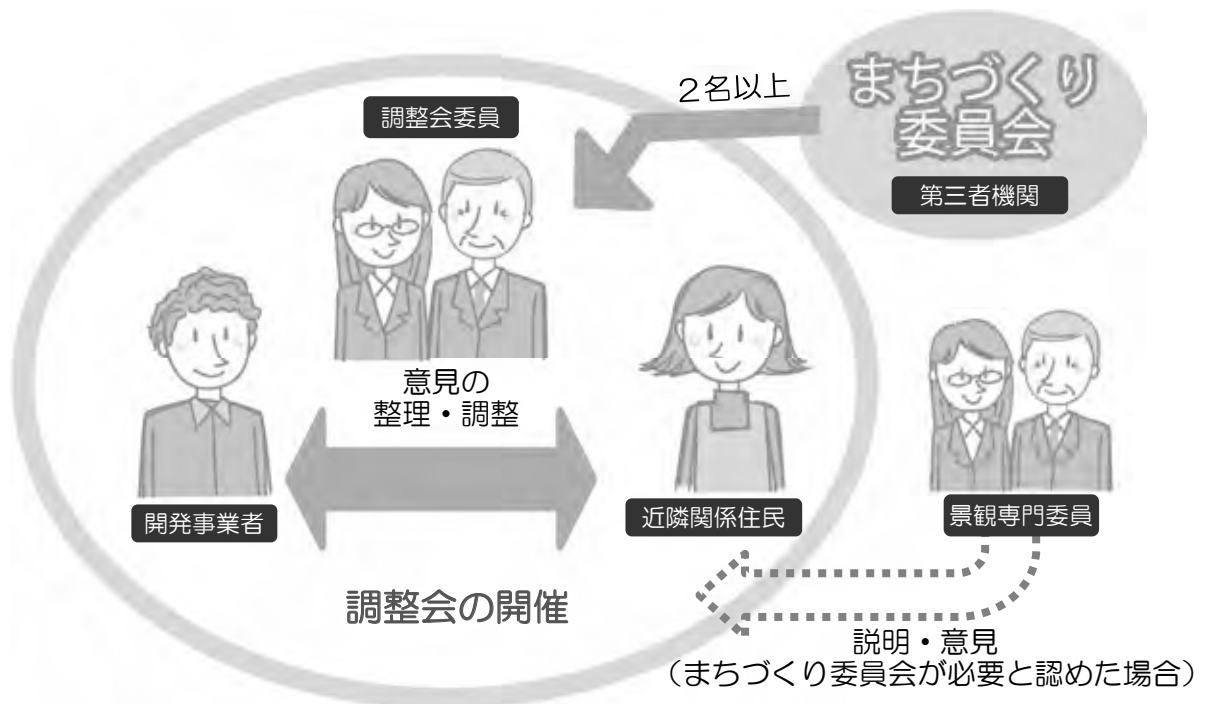 まちづくり
委員会
第三者機関
２名以上
調整会委員
意見の
整理・調整
開発事業者
近隣関係住民
景観専門委員
調整会の開催
説明・意見
（まちづくり委員会が必要と認めた場合）